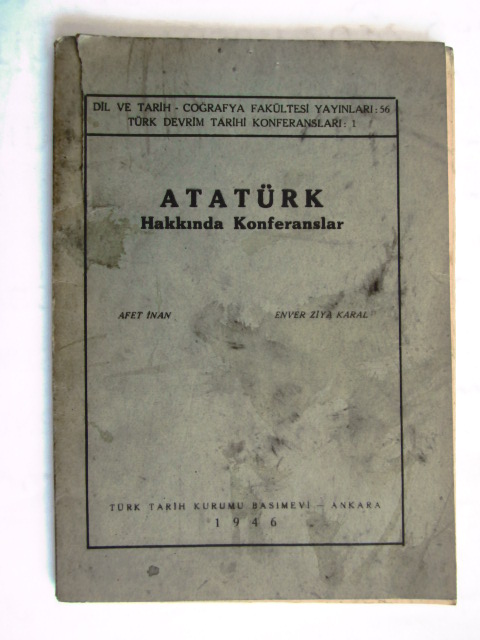 DİL VE TARİH - COĞRAFYA FAKÜLTESİ YAYINLARI: 56
TÜRK DEVRİM TARİHİ KONFERANSLARI: 1
ATATÜRK
Hakkında Konferanslar
AFET İNAN ENVER ZİYA KARAL
TÜRK TARİH KURUMU BASIMEVİ — ANKARA
1946